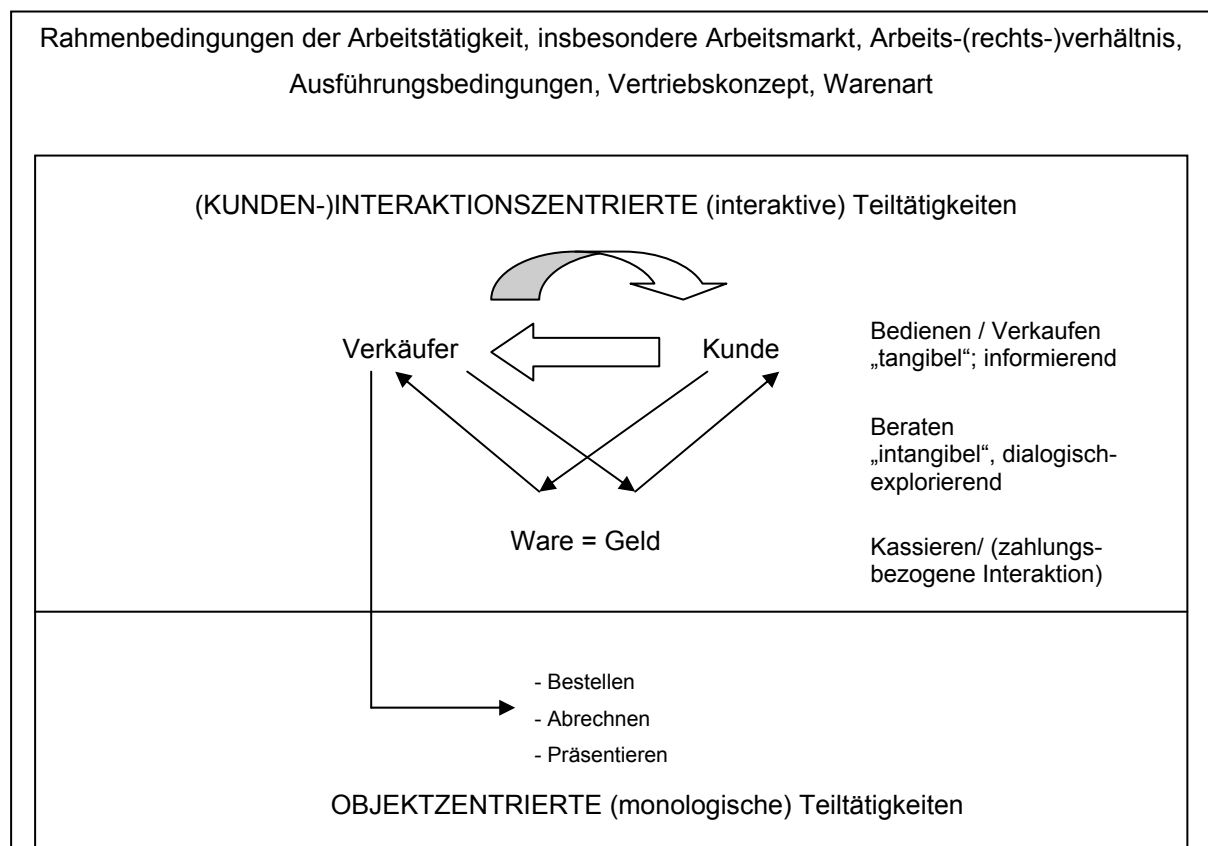 Rahmenbedingungen der Arbeitstätigkeit, insbesondere Arbeitsmarkt, Arbeits-(rechts-)verhältnis,
Ausführungsbedingungen, Vertriebskonzept, Warenart
(KUNDEN-)INTERAKTIONSZENTRIERTE (interaktive) Teiltätigkeiten
Verkäufer
Kunde
Bedienen / Verkaufen
„tangibel“; informierend
Beraten
„intangibel“, dialogisch-
explorierend
Ware = Geld
Kassieren/ (zahlungs-
bezogene Interaktion)
- Bestellen
- Abrechnen
- Präsentieren
OBJEKTZENTRIERTE (monologische) Teiltätigkeiten